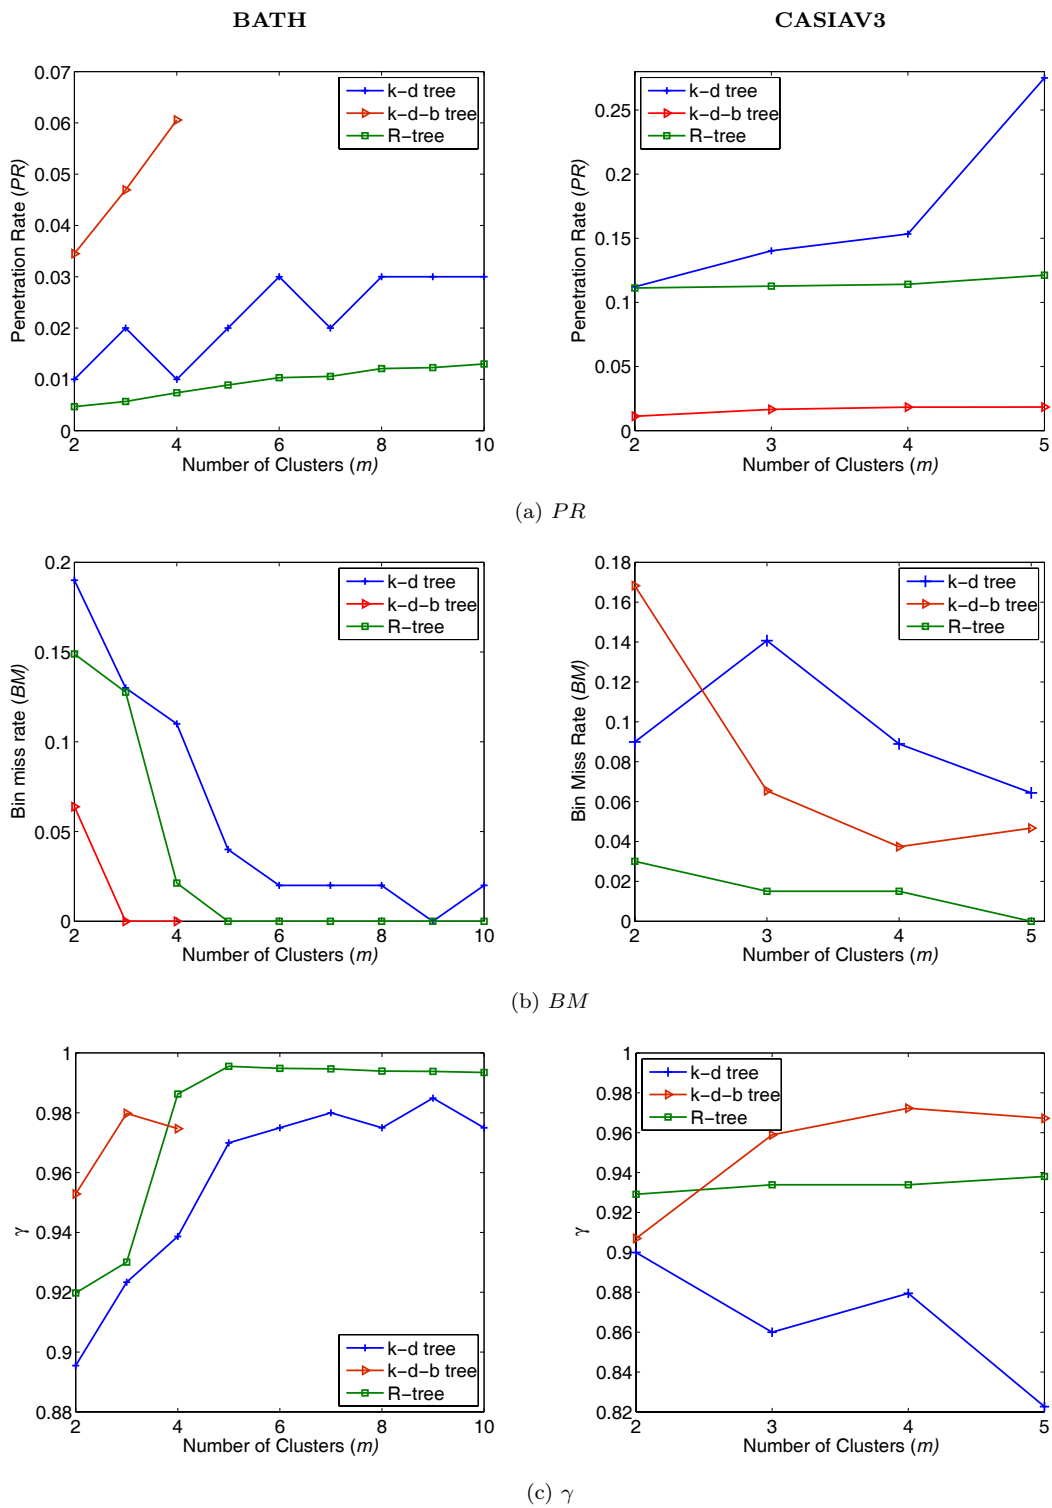 BATH
CASIAV3
0.07
0.06
0.05
0.04
0.03
0.02
0.01
0
2
4
6
8
10
Penetration Rate (PR)
Number of Clusters (m)
k-d tree
k-d-b tree
R-tree
0.25
0.2
0.15
0.1
0.05
0
2
3
4
5
Penetration Rate (PR)
Number of Clusters (m)
k-d tree
k-d-b tree
R-tree
(a) PR
0.2
0.15
0.1
0.05
0
2
4
6
8
10
Bin miss rate (BM)
Number of Clusters (m)
k-d tree
k-d-b tree
R-tree
0.18
0.16
0.14
0.12
0.1
0.08
0.06
0.04
0.02
0
2
3
4
5
Bin Miss Rate (BM)
Number of Clusters (m)
k-d tree
k-d-b tree
R-tree
(b) BM
1
0.98
0.96
0.94
0.92
0.9
0.88
2
4
6
8
10
γ
Number of Clusters (m)
k-d tree
k-d-b tree
R-tree
1
0.98
0.96
0.94
0.92
0.9
0.88
0.86
0.84
0.82
2
3
4
5
γ
Number of Clusters (m)
k-d tree
k-d-b tree
R-tree
(c) γ